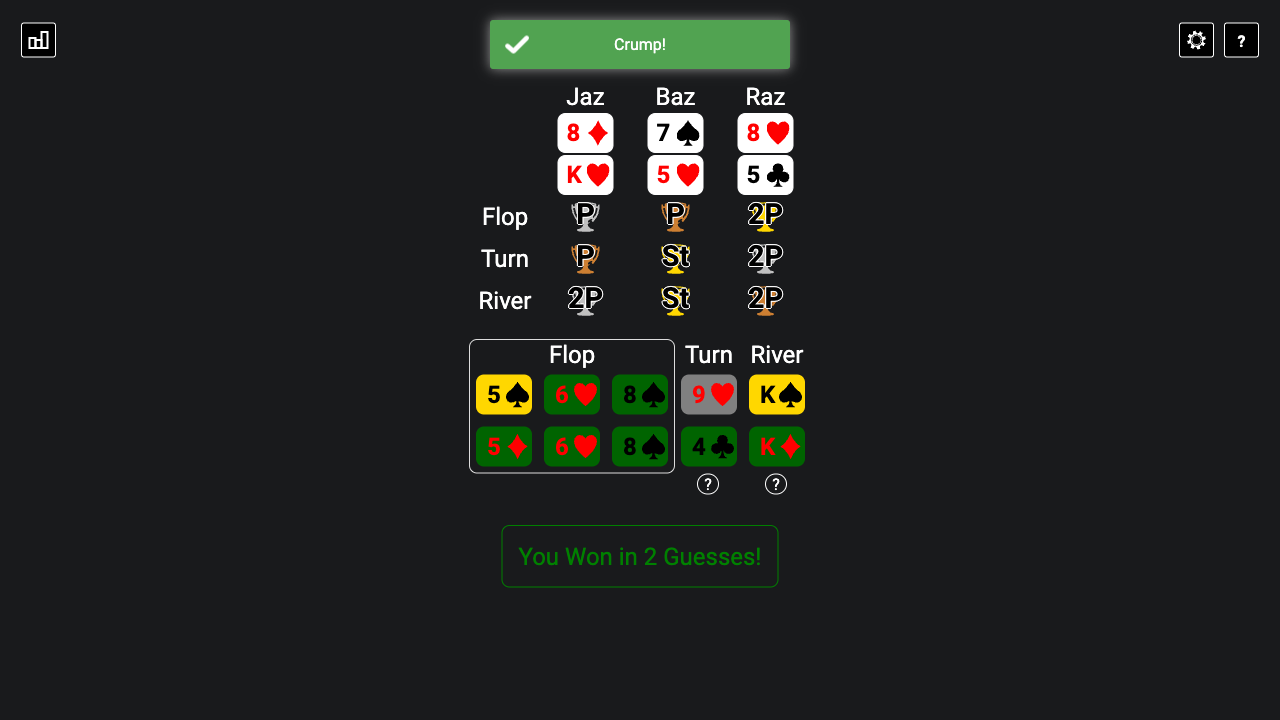 Crump!
?
Jaz Baz Raz
8♦ 7♠ 8♥
K♥ 5♥ 5♣
Flop P P 2P
Turn P St 2P
River 2P St 2P
Flop Turn River
5♠ 6♥ 8♠ 9♥ K♠
5♦ 6♥ 8♠ 4♣ K♦
? ?
You Won in 2 Guesses!